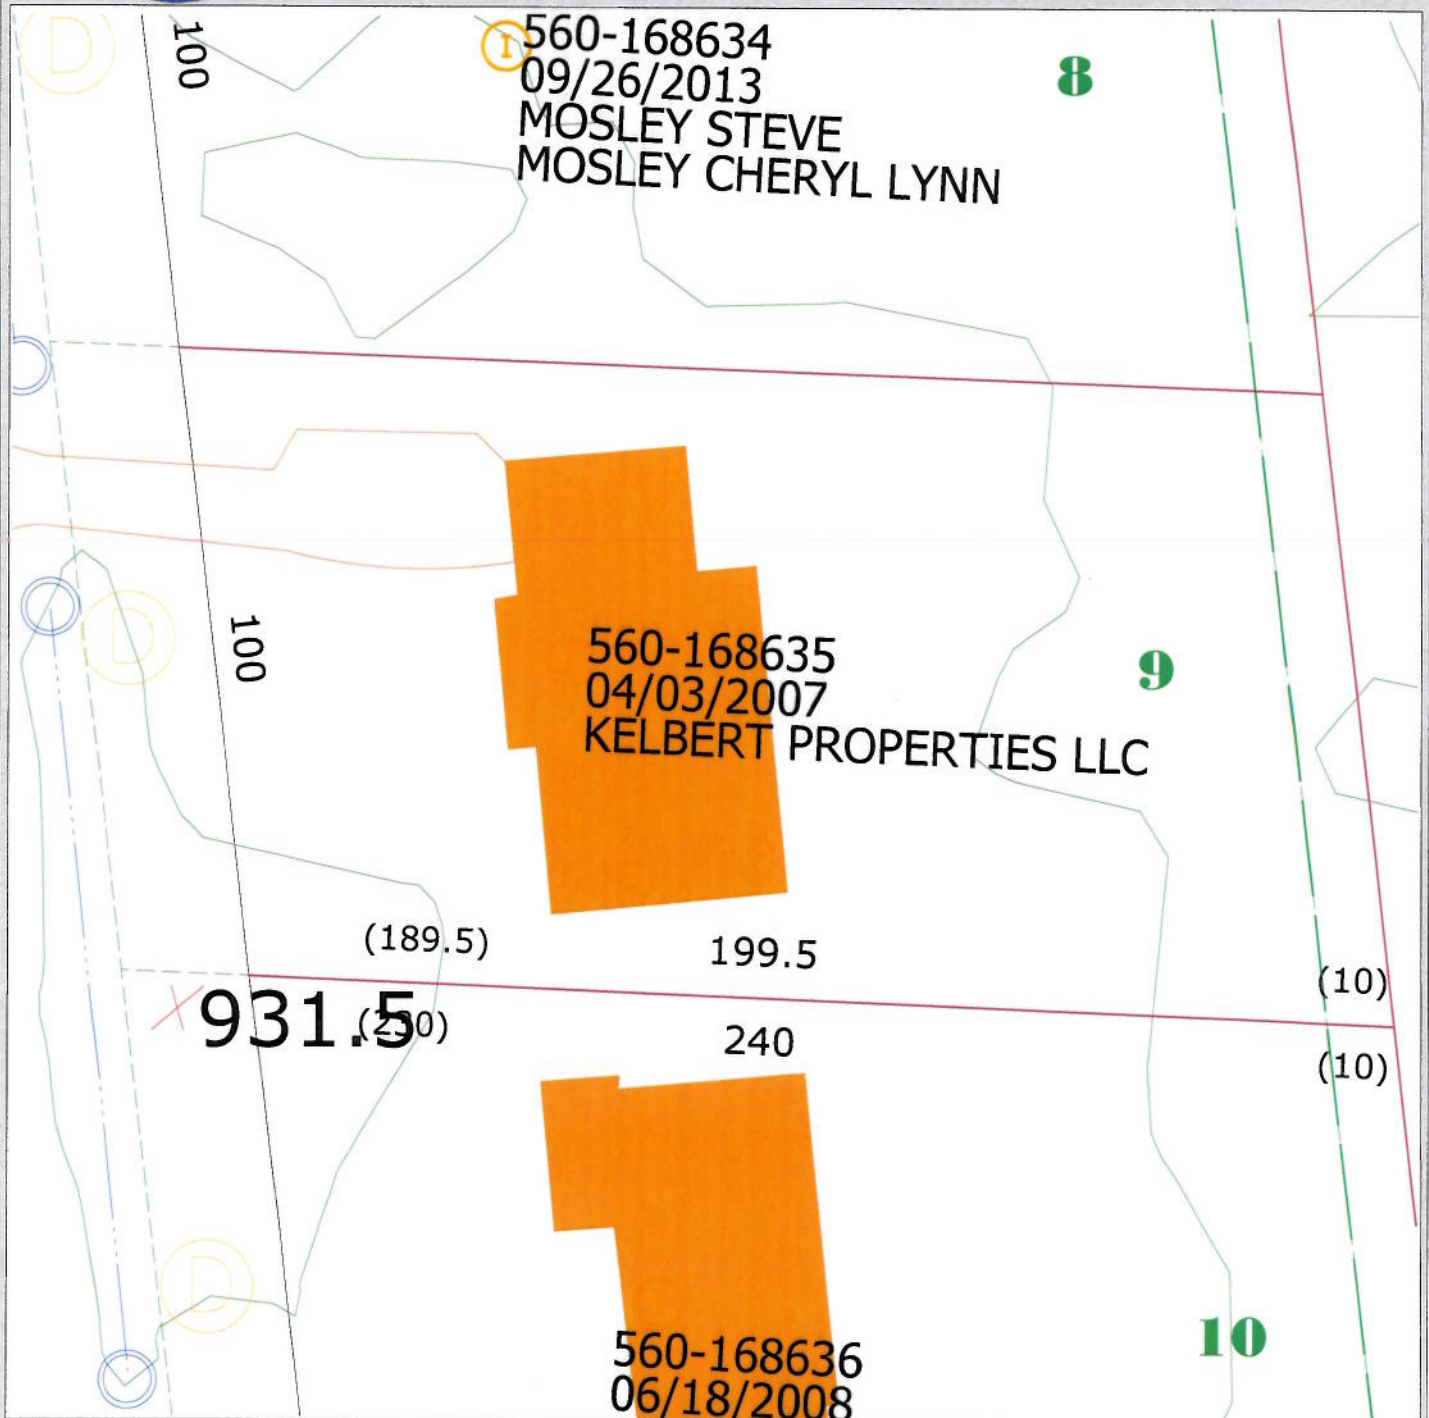 D
100
I
560-168634
09/26/2013
MOSLEY STEVE
MOSLEY CHERYL LYNN
8
D
100
560-168635
04/03/2007
KELBERT PROPERTIES LLC
9
(189.5)
199.5
(10)
931.5
240
(10)
D
10
560-168636
06/18/2008